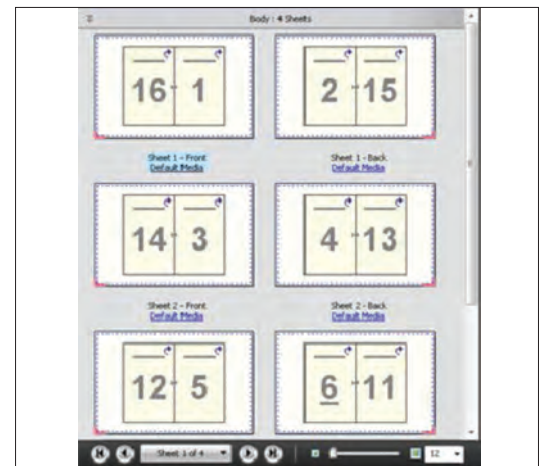 Body : 4 Sheets
16 1
2 15
Sheet 1 - Front
Default Media
Sheet 1 - Back
Default Media
14 3
4 13
Sheet 2 - Front
Default Media
Sheet 2 - Back
Default Media
12 5
6 11
Sheet 1 of 4
12